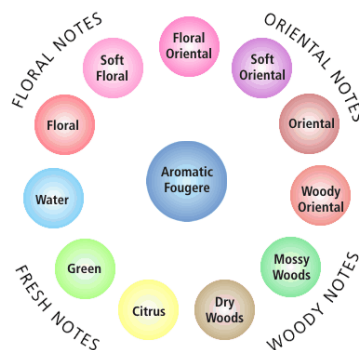 FLORAL NOTES
ORIENTAL NOTES
Floral
Oriental
Soft
Floral
Soft
Oriental
Floral
Oriental
Aromatic
Fougere
Water
Woody
Oriental
Green
Mossy
Woods
Citrus
Dry
Woods
FRESH NOTES
WOODY NOTES